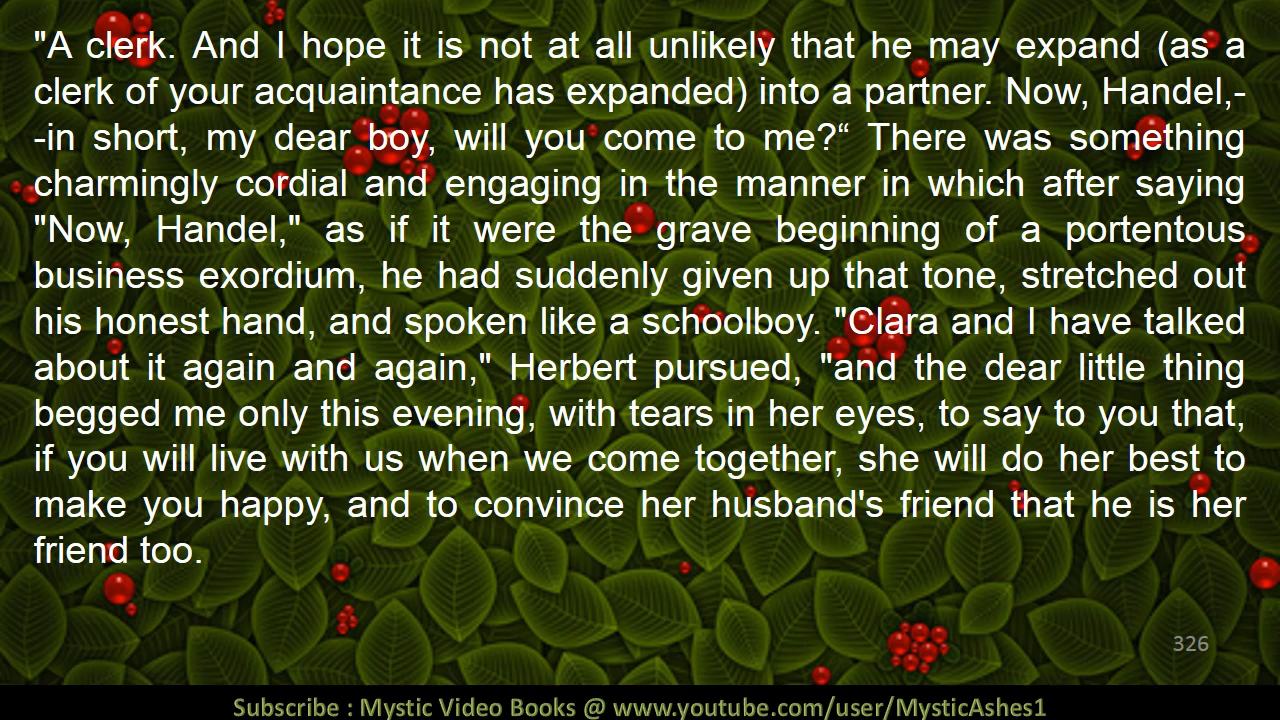 "A clerk. And I hope it is not at all unlikely that he may expand (as a
clerk of your acquaintance has expanded) into a partner. Now, Handel,-
-in short, my dear boy, will you come to me?“ There was something
charmingly cordial and engaging in the manner in which after saying
"Now, Handel," as if it were the grave beginning of a portentous
business exordium, he had suddenly given up that tone, stretched out
his honest hand, and spoken like a schoolboy. "Clara and I have talked
about it again and again," Herbert pursued, "and the dear little thing
begged me only this evening, with tears in her eyes, to say to you that,
if you will live with us when we come together, she will do her best to
make you happy, and to convince her husband's friend that he is her
friend too.
326
Subscribe : Mystic Video Books @ www.youtube.com/user/MysticAshes1